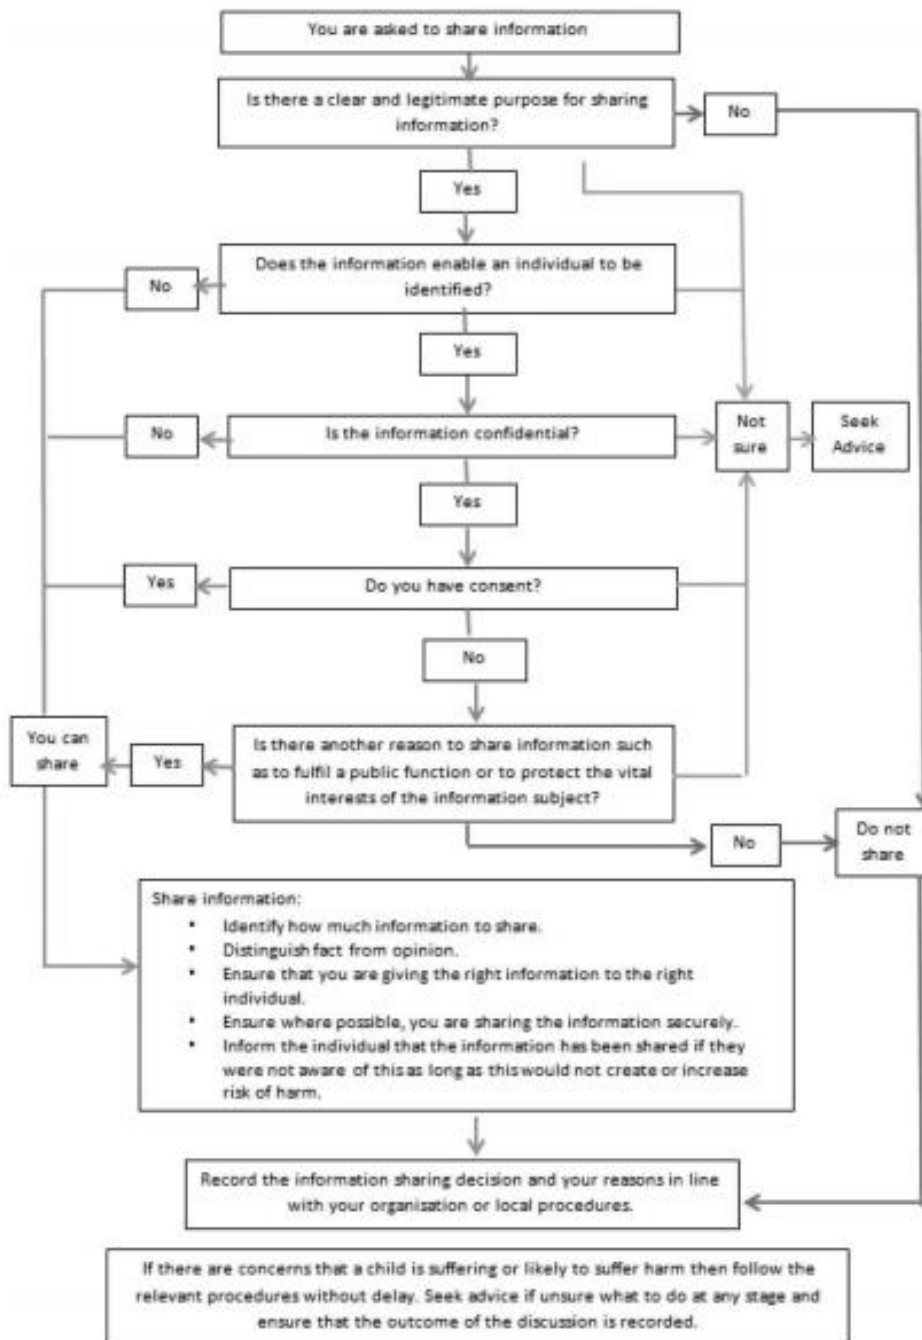 You are asked to share information
Is there a clear and legitimate purpose for sharing
information?
No
Yes
Does the information enable an individual to be
identified?
No
Yes
Is the information confidential?
No
Not
sure
Seek
Advice
Yes
Do you have consent?
Yes
No
Is there another reason to share information such
as to fulfil a public function or to protect the vital
interests of the information subject?
Yes
You can
share
No
Do not
share
Share information:
• Identify how much information to share.
• Distinguish fact from opinion.
• Ensure that you are giving the right information to the right
individual.
• Ensure where possible, you are sharing the information securely.
• Inform the individual that the information has been shared if they
were not aware of this as long as this would not create or increase
risk of harm.
Record the information sharing decision and your reasons in line
with your organisation or local procedures.
If there are concerns that a child is suffering or likely to suffer harm then follow the
relevant procedures without delay. Seek advice if unsure what to do at any stage and
ensure that the outcome of the discussion is recorded.